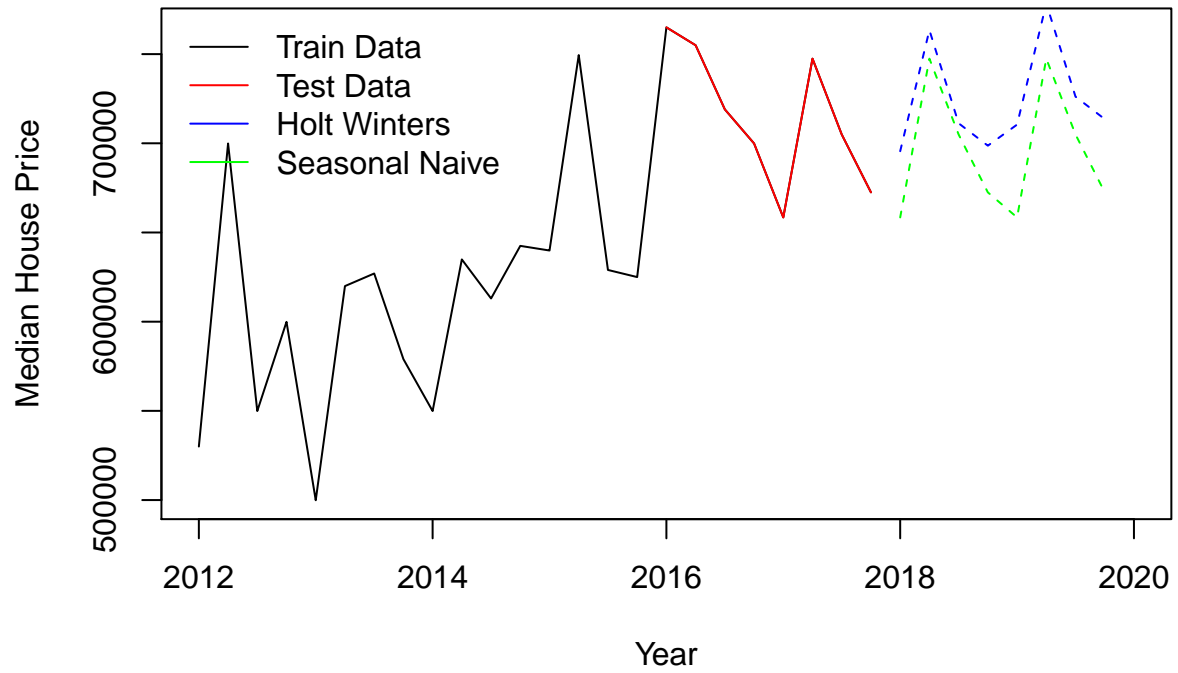 Train Data
Test Data
Holt Winters
Seasonal Naive
Median House Price
700000
600000
500000
2012 2014 2016 2018 2020
Year